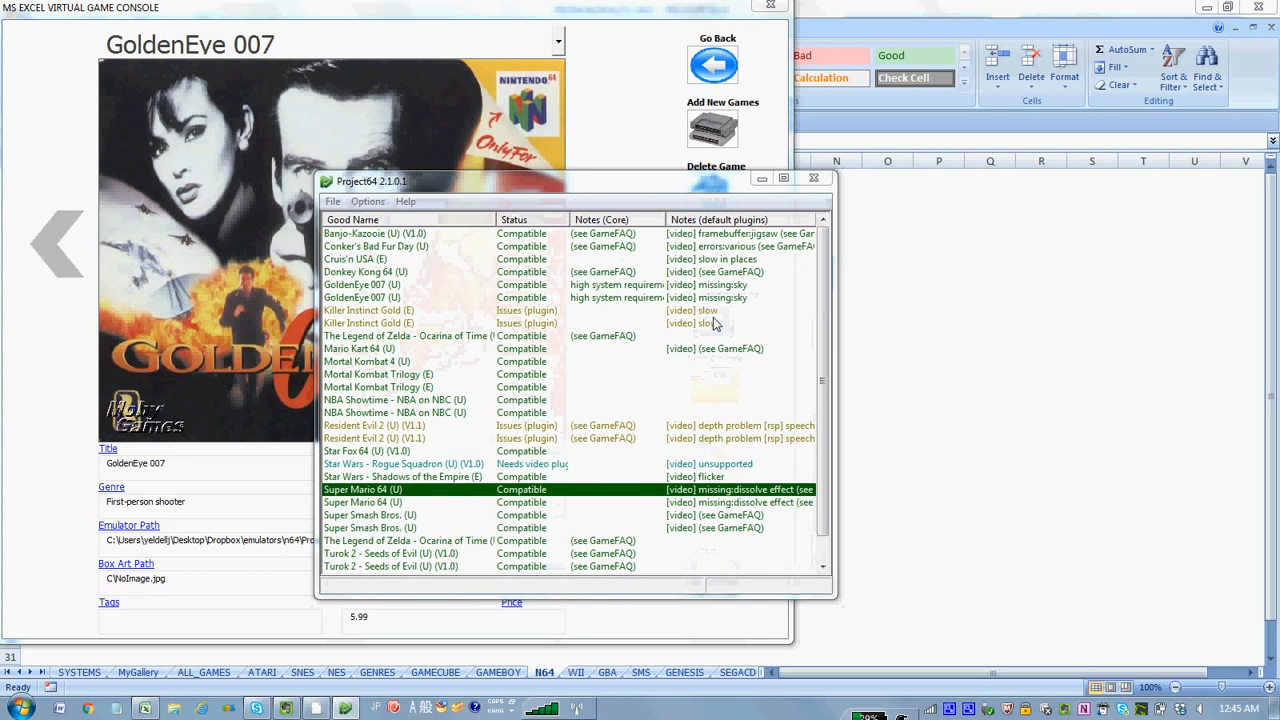 MS EXCEL VIRTUAL GAME CONSOLE
GoldenEye 007
Go Back
Add New Games
Delete Game
NINTENDO 64
Only For
GOLDEN
Moby Games
Title
GoldenEye 007
Genre
First-person shooter
Emulator Path
C:\Users\yeldellj\Desktop\Dropbox\emulators\n64\Pro
Box Art Path
C\NoImage.jpg
Tags
Price
5.99
Bad
Good
Calculation
Check Cell
Insert
Delete
Format
Cells
AutoSum
Fill
Clear
Sort & Filter
Find & Select
Editing
N O P Q R S T U V
Project64 2.1.0.1
File Options Help
Good Name Status Notes (Core) Notes (default plugins)
Banjo-Kazooie (U) (V1.0) Compatible (see GameFAQ) [video] framebuffer:jigsaw (see Gar
Conker's Bad Fur Day (U) Compatible (see GameFAQ) [video] errors:various (see GameFA
Cruis'n USA (E) Compatible [video] slow in places
Donkey Kong 64 (U) Compatible (see GameFAQ) [video] (see GameFAQ)
GoldenEye 007 (U) Compatible high system requirem [video] missing:sky
GoldenEye 007 (U) Compatible high system requirem [video] missing:sky
Killer Instinct Gold (E) Issues (plugin) [video] slow
Killer Instinct Gold (E) Issues (plugin) [video] slow
The Legend of Zelda - Ocarina of Time (U Compatible (see GameFAQ)
Mario Kart 64 (U) Compatible [video] (see GameFAQ)
Mortal Kombat 4 (U) Compatible
Mortal Kombat Trilogy (E) Compatible
Mortal Kombat Trilogy (E) Compatible
NBA Showtime - NBA on NBC (U) Compatible
NBA Showtime - NBA on NBC (U) Compatible
Resident Evil 2 (U) (V1.1) Issues (plugin) (see GameFAQ) [video] depth problem [rsp] speech
Resident Evil 2 (U) (V1.1) Issues (plugin) (see GameFAQ) [video] depth problem [rsp] speech
Star Fox 64 (U) (V1.0) Compatible
Star Wars - Rogue Squadron (U) (V1.0) Needs video plug [video] unsupported
Star Wars - Shadows of the Empire (E) Compatible [video] flicker
Super Mario 64 (U) Compatible [video] missing:dissolve effect (see
Super Mario 64 (U) Compatible [video] missing:dissolve effect (see
Super Smash Bros. (U) Compatible [video] (see GameFAQ)
Super Smash Bros. (U) Compatible [video] (see GameFAQ)
The Legend of Zelda - Ocarina of Time (U Compatible (see GameFAQ)
Turok 2 - Seeds of Evil (U) (V1.0) Compatible (see GameFAQ)
Turok 2 - Seeds of Evil (U) (V1.0) Compatible (see GameFAQ)
31
SYSTEMS MyGallery ALL_GAMES ATARI SNES NES GENRES GAMECUBE GAMEBOY N64 WII GBA SMS GENESIS SEGACD
Ready
100%
JP
CAPS
KANA
12:45 AM